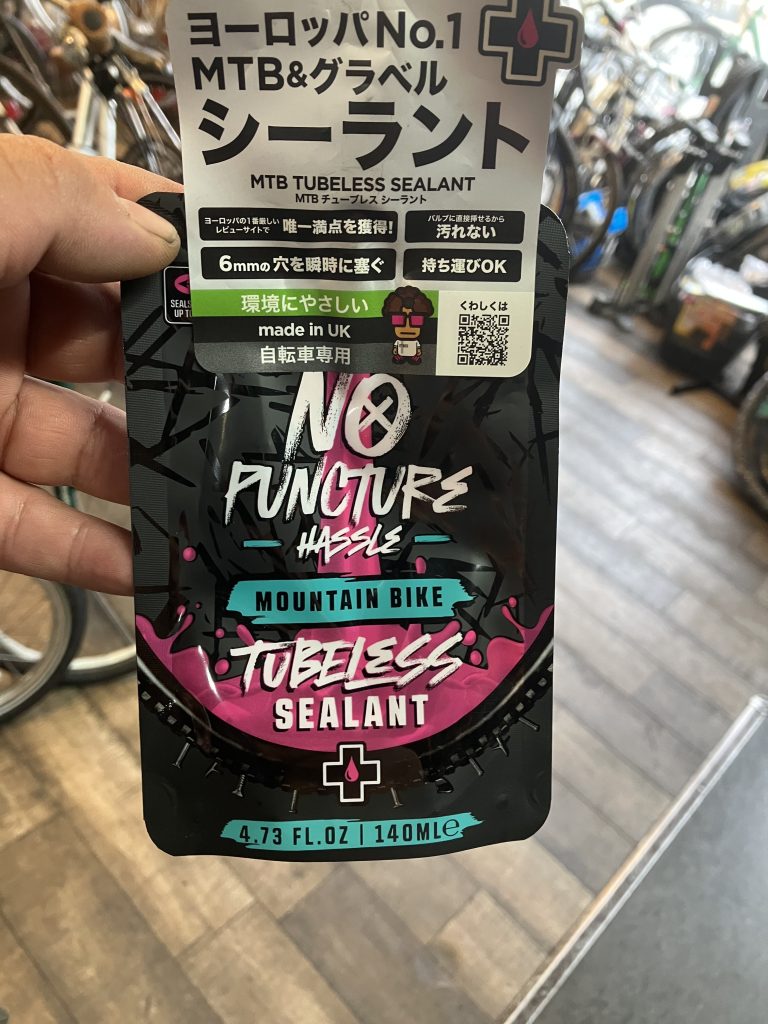 ヨーロッパNo.1
MTB&グラベル
シーラント
MTB TUBELESS SEALANT
MTB チューブレス シーラント
ヨーロッパの1番厳しい
レビューサイトで 唯一満点を獲得!
バルブに直接挿せるから
汚れない
6mmの 穴を瞬時に塞ぐ
持ち運びOK
環境にやさしい
made in UK
自転車専用
くわしくは
SEALS
UP TO
NO
PUNCTURE
HASSLE
MOUNTAIN BIKE
TUBELESS
SEALANT
4.73 FL.OZ | 140MLe